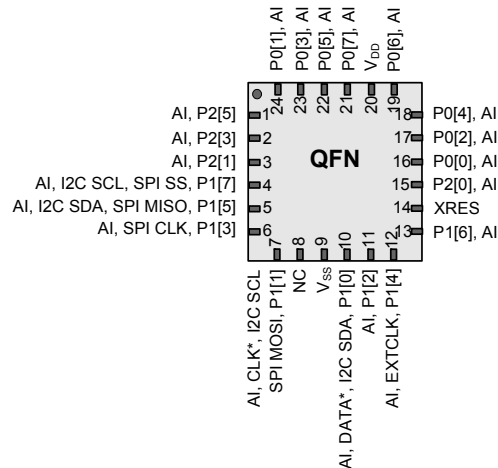 P0[1], AI
P0[3], AI
P0[5], AI
P0[7], AI
VDD
P0[6], AI
24
23
22
21
20
19
AI, P2[5]
1
18
P0[4], AI
AI, P2[3]
2
QFN
17
P0[2], AI
AI, P2[1]
3
16
P0[0], AI
AI, I2C SCL, SPI SS, P1[7]
4
15
P2[0], AI
AI, I2C SDA, SPI MISO, P1[5]
5
14
XRES
AI, SPI CLK, P1[3]
6
13
P1[6], AI
7
8
9
10
11
12
AI, CLK*, I2C SCL
SPI MOSI, P1[1]
NC
VSS
AI, DATA*, I2C SDA, P1[0]
AI, P1[2]
AI, EXTCLK, P1[4]